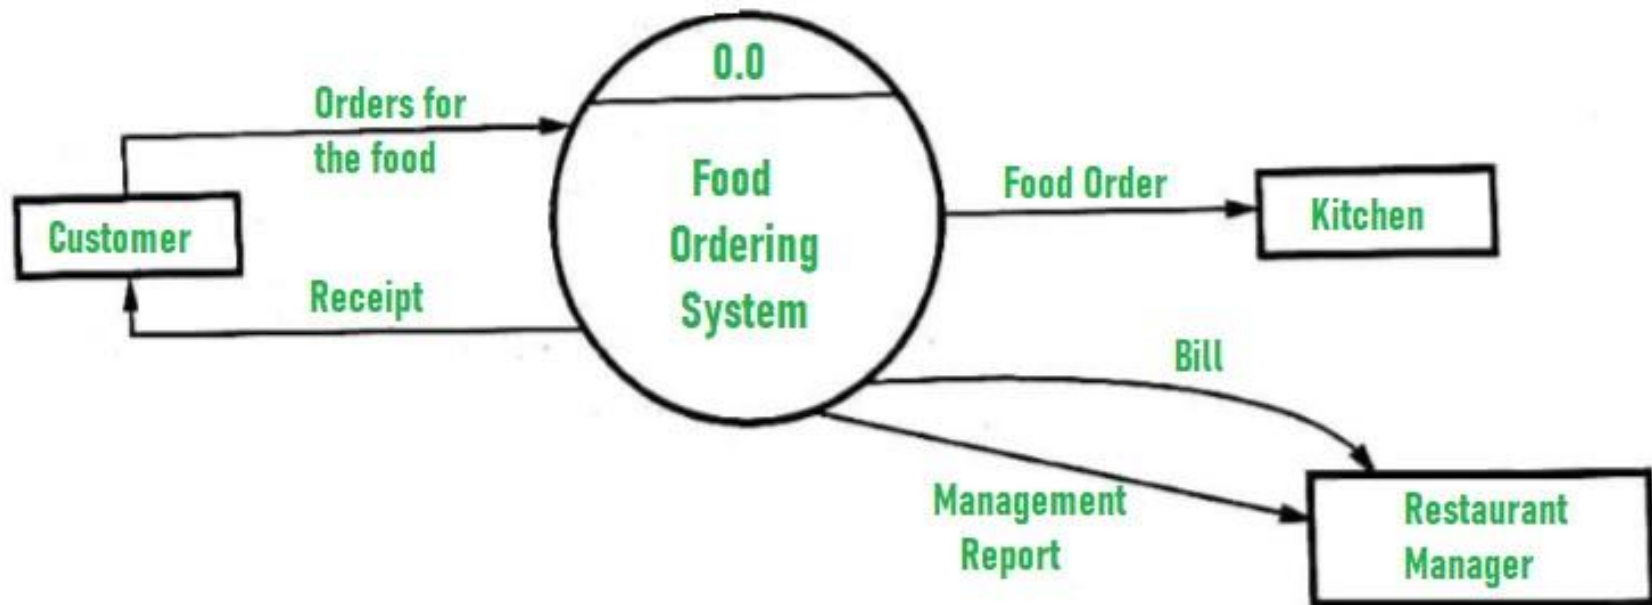 0.0
Orders for
the food
Food
Ordering
System
Customer
Receipt
Food Order
Kitchen
Bill
Management
Report
Restaurant
Manager